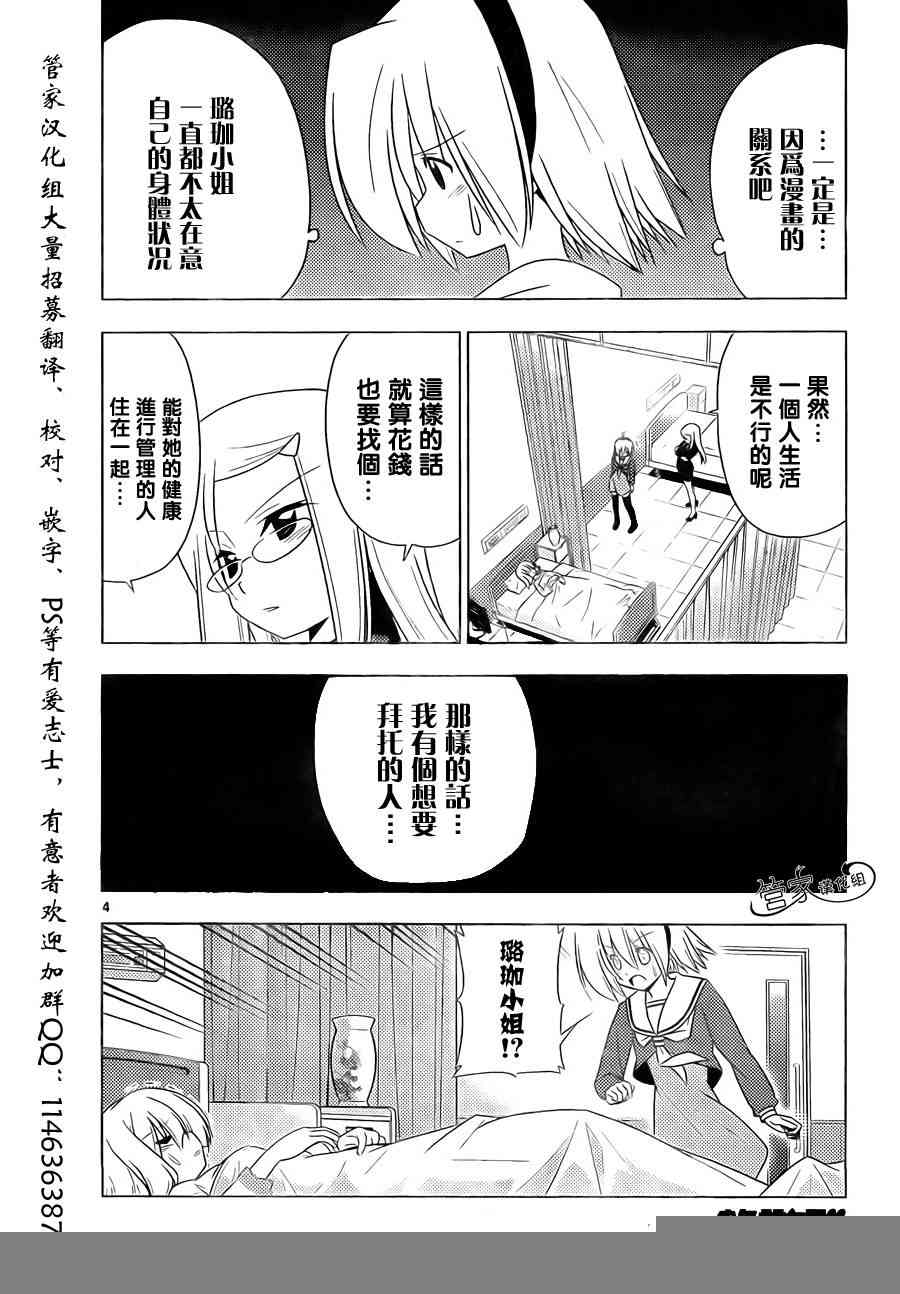 …一定是…
因爲漫畫的
關系吧
璐珈小姐
一直都不太在意
自己的身體狀况
果然…
一個人生活
是不行的呢
這樣的話
就算花錢
也要找個…
能對她的健康
進行管理的人
住在一起……
那樣的話…
我有個想要
拜托的人……
4
管家漢化組
璐珈小姐!?
管家汉化组大量招募翻译、校对、嵌字、PS等有爱志士，有意者欢迎加群QQ：11463638​7